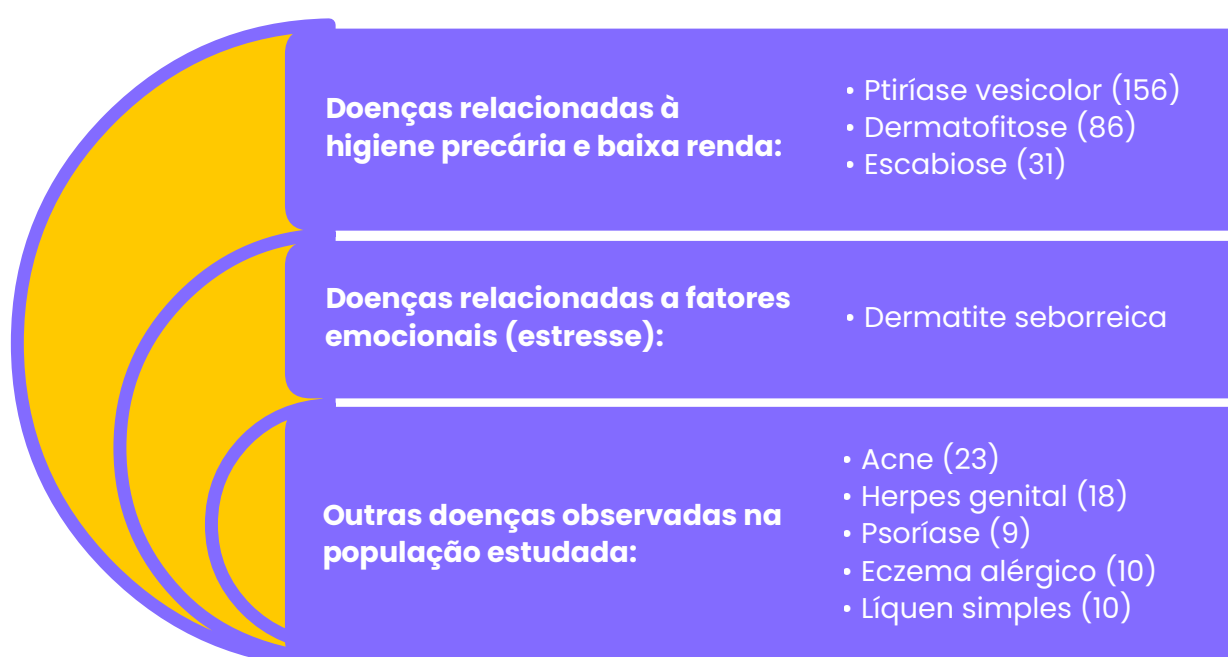 Doenças relacionadas à
higiene precária e baixa renda:
• Ptiríase vesicolor (156)
• Dermatofitose (86)
• Escabiose (31)
Doenças relacionadas a fatores
emocionais (estresse):
• Dermatite seborreica
Outras doenças observadas na
população estudada:
• Acne (23)
• Herpes genital (18)
• Psoríase (9)
• Eczema alérgico (10)
• Líquen simples (10)